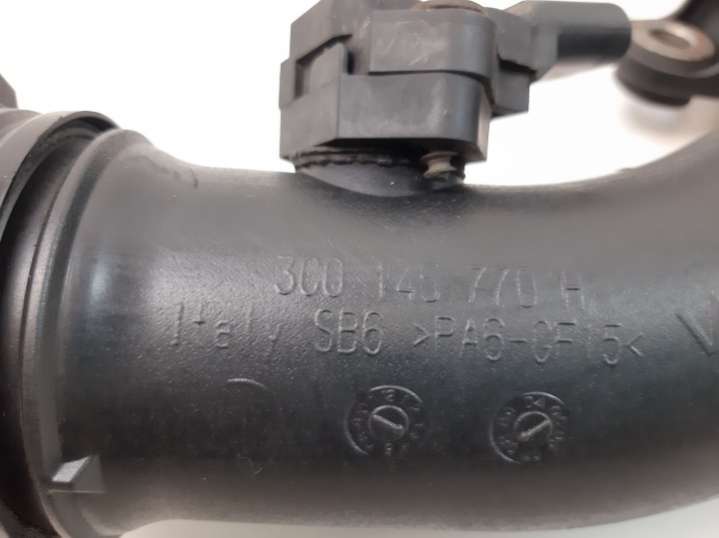 3C0 145 770 H
Italy SB6 >PA6-GF15<